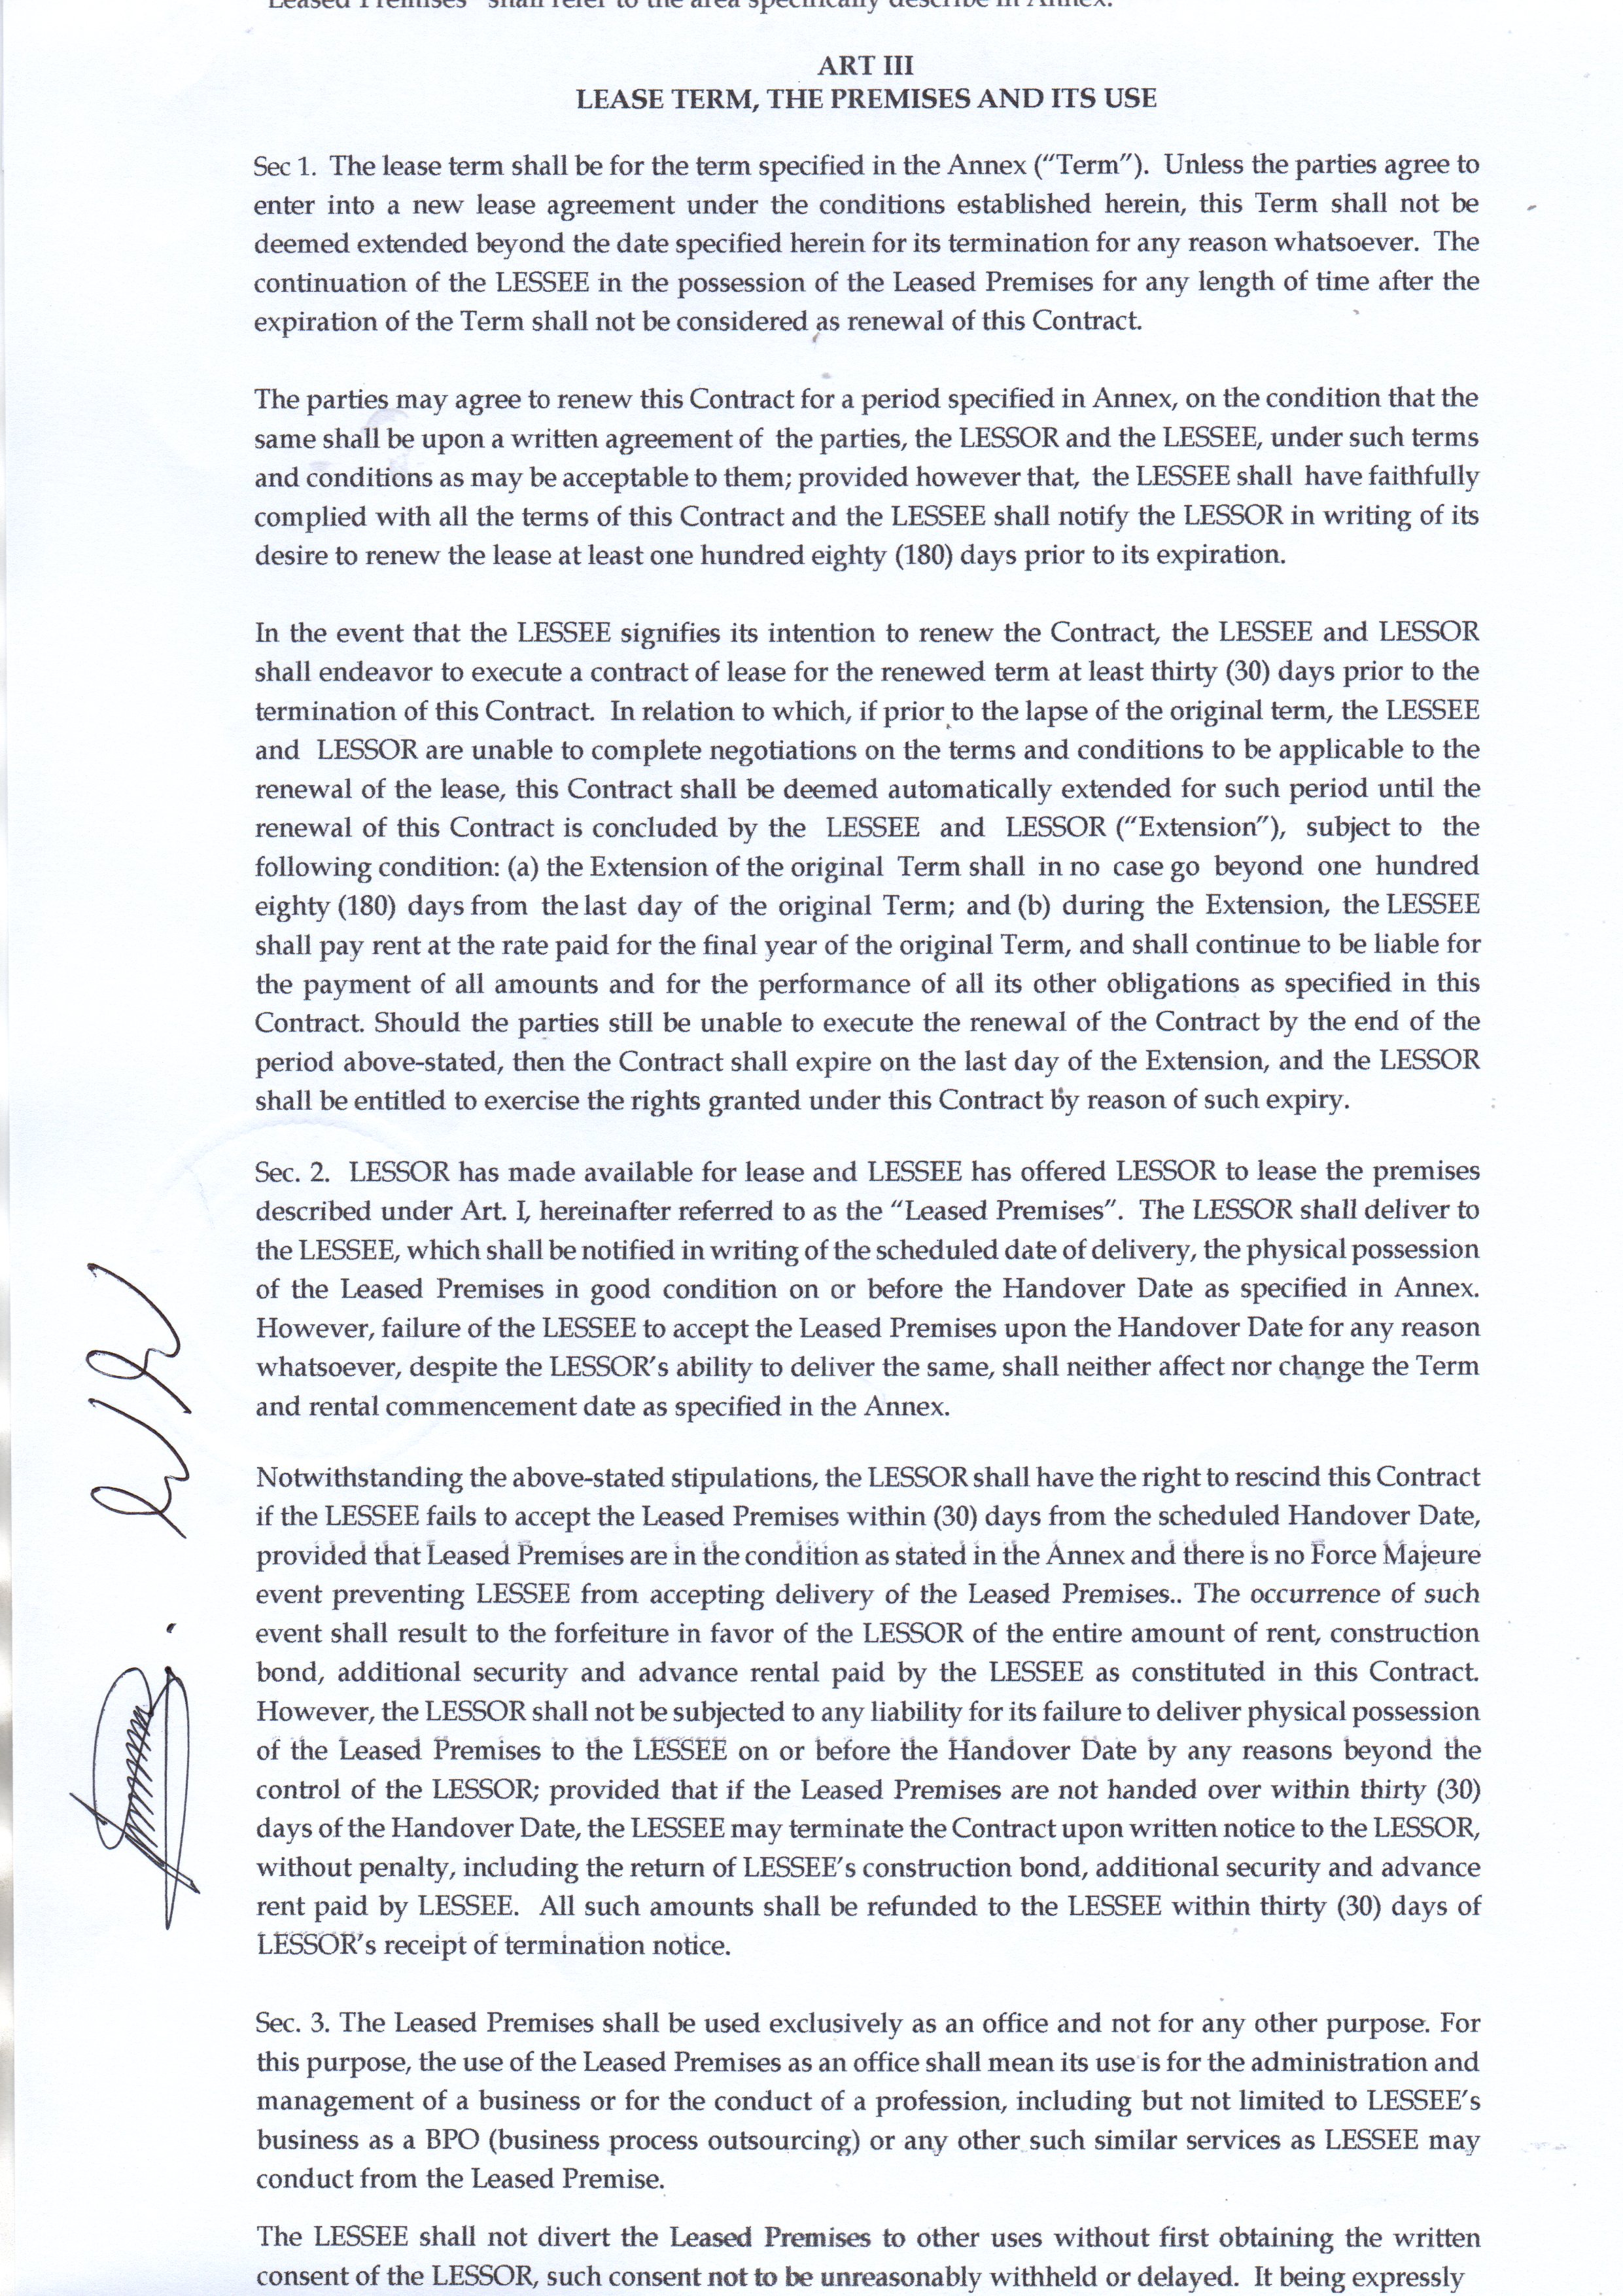 "Leased Premises" shall refer to the area specifically describe in Annex.
ART III
LEASE TERM, THE PREMISES AND ITS USE
Sec 1. The lease term shall be for the term specified in the Annex (“Term”). Unless the parties agree to
enter into a new lease agreement under the conditions established herein, this Term shall not be
deemed extended beyond the date specified herein for its termination for any reason whatsoever. The
continuation of the LESSEE in the possession of the Leased Premises for any length of time after the
expiration of the Term shall not be considered as renewal of this Contract.
The parties may agree to renew this Contract for a period specified in Annex, on the condition that the
same shall be upon a written agreement of the parties, the LESSOR and the LESSEE, under such terms
and conditions as may be acceptable to them; provided however that, the LESSEE shall have faithfully
complied with all the terms of this Contract and the LESSEE shall notify the LESSOR in writing of its
desire to renew the lease at least one hundred eighty (180) days prior to its expiration.
In the event that the LESSEE signifies its intention to renew the Contract, the LESSEE and LESSOR
shall endeavor to execute a contract of lease for the renewed term at least thirty (30) days prior to the
termination of this Contract. In relation to which, if prior to the lapse of the original term, the LESSEE
and LESSOR are unable to complete negotiations on the terms and conditions to be applicable to the
renewal of the lease, this Contract shall be deemed automatically extended for such period until the
renewal of this Contract is concluded by the LESSEE and LESSOR (“Extension”), subject to the
following condition: (a) the Extension of the original Term shall in no case go beyond one hundred
eighty (180) days from the last day of the original Term; and (b) during the Extension, the LESSEE
shall pay rent at the rate paid for the final year of the original Term, and shall continue to be liable for
the payment of all amounts and for the performance of all its other obligations as specified in this
Contract. Should the parties still be unable to execute the renewal of the Contract by the end of the
period above-stated, then the Contract shall expire on the last day of the Extension, and the LESSOR
shall be entitled to exercise the rights granted under this Contract by reason of such expiry.
Sec. 2. LESSOR has made available for lease and LESSEE has offered LESSOR to lease the premises
described under Art. I, hereinafter referred to as the “Leased Premises”. The LESSOR shall deliver to
the LESSEE, which shall be notified in writing of the scheduled date of delivery, the physical possession
of the Leased Premises in good condition on or before the Handover Date as specified in Annex.
However, failure of the LESSEE to accept the Leased Premises upon the Handover Date for any reason
whatsoever, despite the LESSOR’s ability to deliver the same, shall neither affect nor change the Term
and rental commencement date as specified in the Annex.
Notwithstanding the above-stated stipulations, the LESSOR shall have the right to rescind this Contract
if the LESSEE fails to accept the Leased Premises within (30) days from the scheduled Handover Date,
provided that Leased Premises are in the condition as stated in the Annex and there is no Force Majeure
event preventing LESSEE from accepting delivery of the Leased Premises.. The occurrence of such
event shall result to the forfeiture in favor of the LESSOR of the entire amount of rent, construction
bond, additional security and advance rental paid by the LESSEE as constituted in this Contract.
However, the LESSOR shall not be subjected to any liability for its failure to deliver physical possession
of the Leased Premises to the LESSEE on or before the Handover Date by any reasons beyond the
control of the LESSOR; provided that if the Leased Premises are not handed over within thirty (30)
days of the Handover Date, the LESSEE may terminate the Contract upon written notice to the LESSOR,
without penalty, including the return of LESSEE’s construction bond, additional security and advance
rent paid by LESSEE. All such amounts shall be refunded to the LESSEE within thirty (30) days of
LESSOR’s receipt of termination notice.
Sec. 3. The Leased Premises shall be used exclusively as an office and not for any other purpose. For
this purpose, the use of the Leased Premises as an office shall mean its use is for the administration and
management of a business or for the conduct of a profession, including but not limited to LESSEE’s
business as a BPO (business process outsourcing) or any other such similar services as LESSEE may
conduct from the Leased Premise.
The LESSEE shall not divert the Leased Premises to other uses without first obtaining the written
consent of the LESSOR, such consent not to be unreasonably withheld or delayed. It being expressly